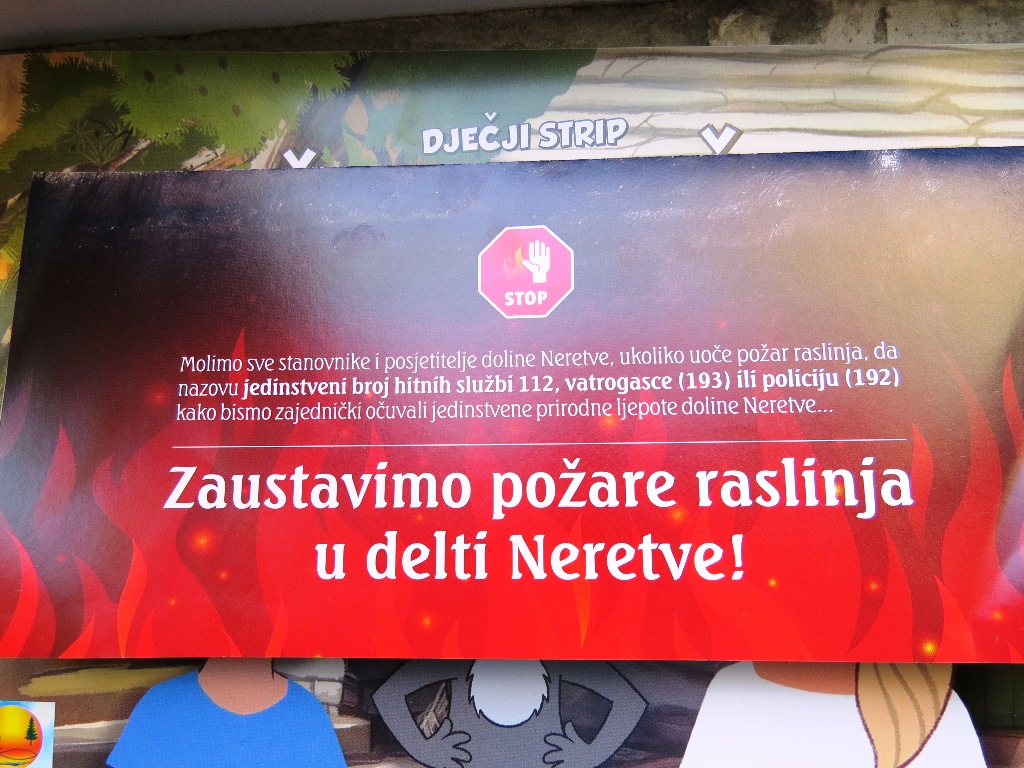 DJEČJI STRIP
STOP
Molimo sve stanovnike i posjetitelje doline Neretve, ukoliko uoče požar raslinja, da
nazovu jedinstveni broj hitnih službi 112, vatrogasce (193) ili policiju (192)
kako bismo zajednički očuvali jedinstvene prirodne ljepote doline Neretve...
Zaustavimo požare raslinja
u delti Neretve!